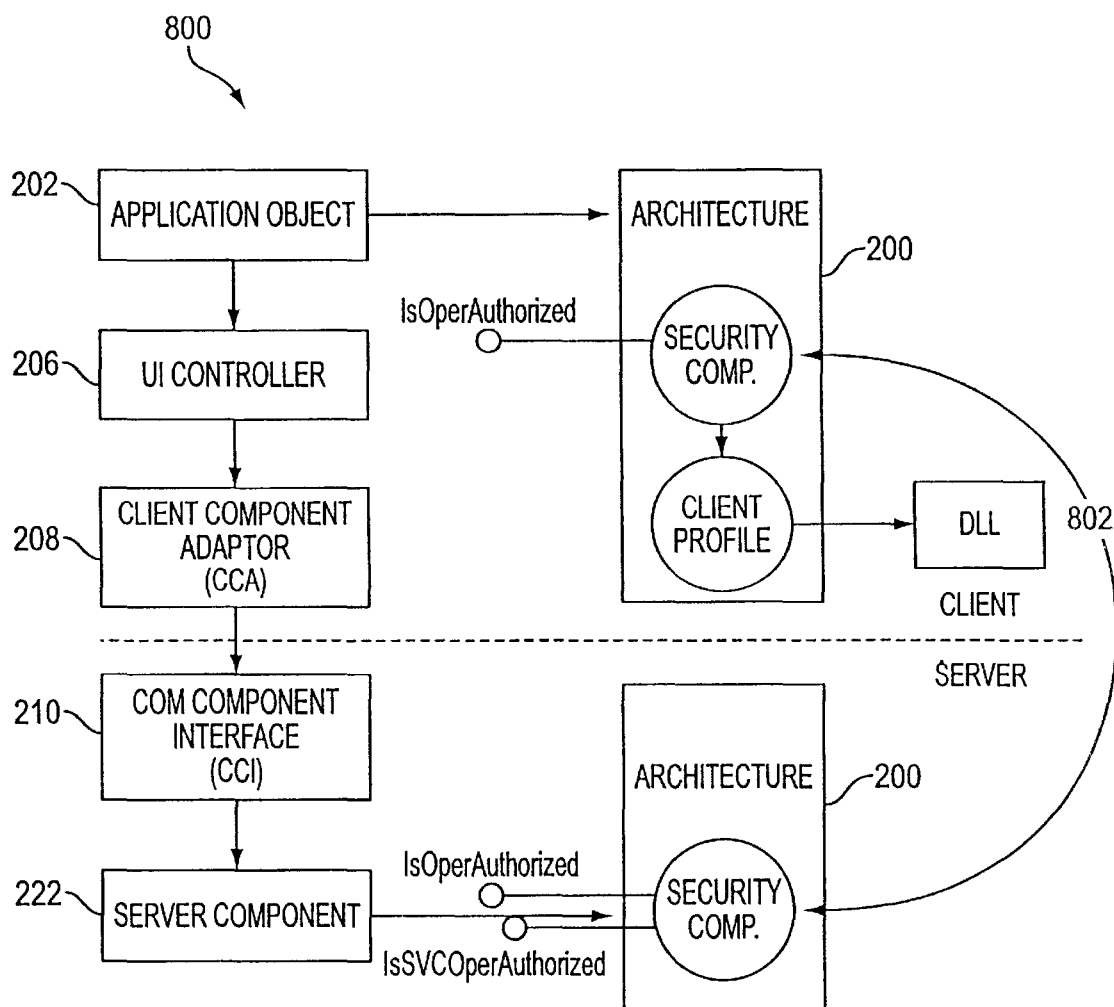 800
202
APPLICATION OBJECT
ARCHITECTURE
200
IsOperAuthorized
SECURITY
COMP.
206
UI CONTROLLER
208
CLIENT COMPONENT
ADAPTOR
(CCA)
CLIENT
PROFILE
DLL
802
CLIENT
SERVER
210
COM COMPONENT
INTERFACE
(CCI)
ARCHITECTURE
200
IsOperAuthorized
SECURITY
COMP.
222
SERVER COMPONENT
IsSVCOperAuthorized